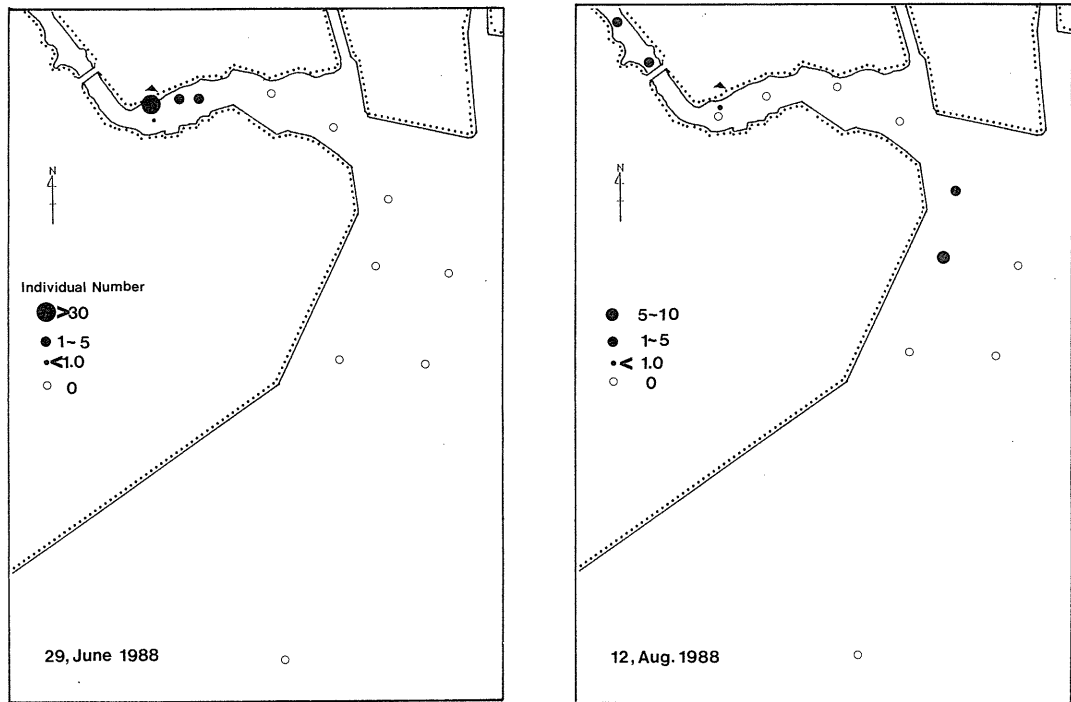 N
Individual Number
>30
1~5
<1.0
0
29, June 1988
N
5~10
1~5
< 1.0
0
12, Aug. 1988